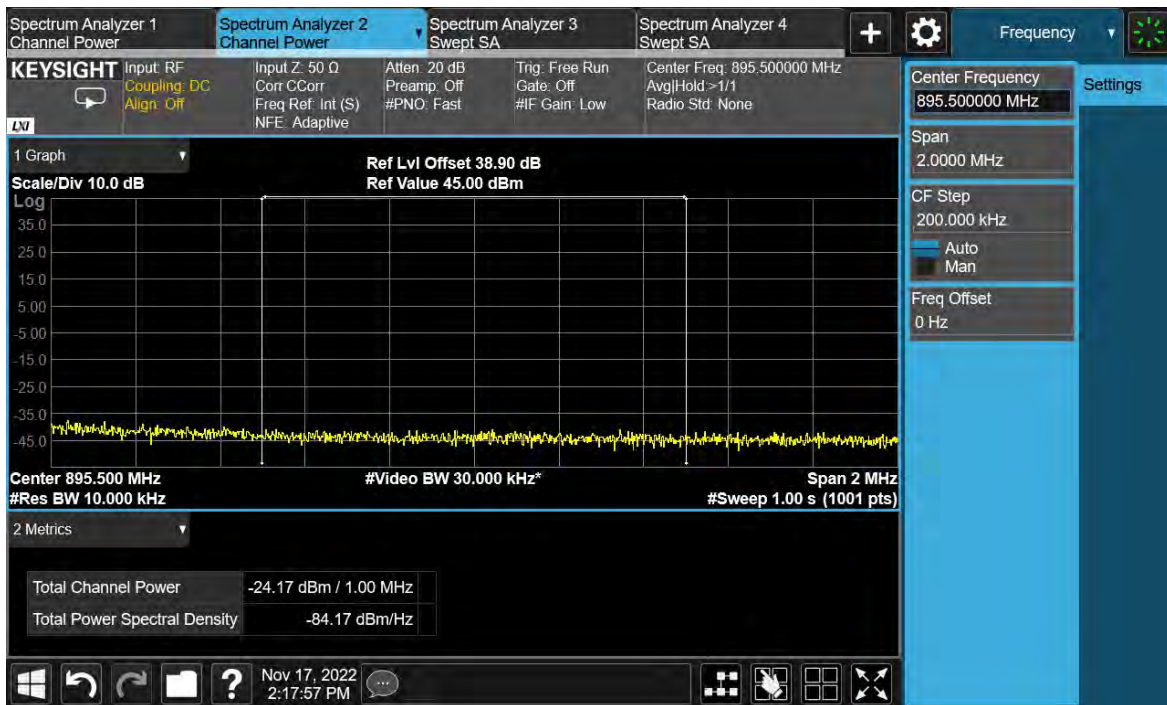 Spectrum Analyzer 1
Channel Power
Spectrum Analyzer 2
Channel Power
Spectrum Analyzer 3
Swept SA
Spectrum Analyzer 4
Swept SA
+
Frequency
KEYSIGHT
LXI
Input: RF
Coupling: DC
Align: Off
Input Z: 50 Ω
Corr CCorr
Freq Ref: Int (S)
NFE: Adaptive
Atten: 20 dB
Preamp: Off
#PNO: Fast
Trig: Free Run
Gate: Off
#IF Gain: Low
Center Freq: 895.500000 MHz
Avg|Hold:>1/1
Radio Std: None
Center Frequency
895.500000 MHz
Settings
Span
2.0000 MHz
CF Step
200.000 kHz
Auto
Man
Freq Offset
0 Hz
1 Graph
Scale/Div 10.0 dB
Ref Lvl Offset 38.90 dB
Ref Value 45.00 dBm
Log
35.0
25.0
15.0
5.00
-5.00
-15.0
-25.0
-35.0
-45.0
Center 895.500 MHz
#Res BW 10.000 kHz
#Video BW 30.000 kHz*
Span 2 MHz
#Sweep 1.00 s (1001 pts)
2 Metrics
Total Channel Power -24.17 dBm / 1.00 MHz
Total Power Spectral Density -84.17 dBm/Hz
?
Nov 17, 2022
2:17:57 PM